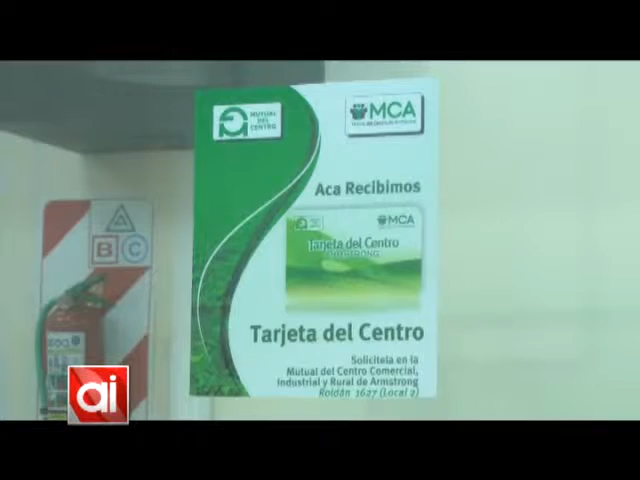 MUTUAL
DEL
CENTRO
MCA
Aca Recibimos
MCA
Tarjeta del Centro
ARMSTRONG
Tarjeta del Centro
Solicitela en la
Mutual del Centro Comercial,
Industrial y Rural de Armstrong
Roldán 1627 (Local 2)
A
B C
ai